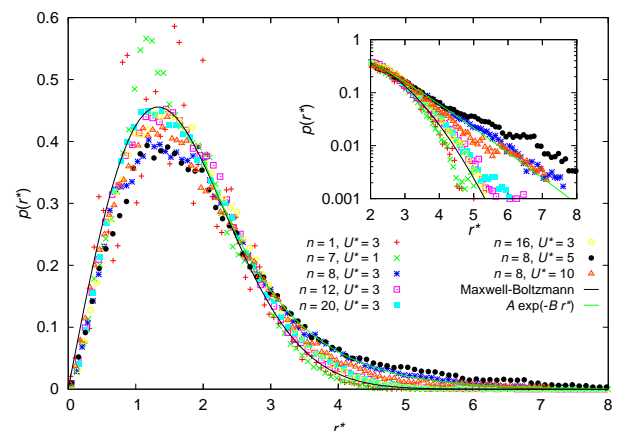 0.6
0.5
0.4
0.3
0.2
0.1
0
p(r*)
0 1 2 3 4 5 6 7 8
r*
1
0.1
0.01
0.001
p(r*)
2 3 4 5 6 7 8
r*
n = 1, U* = 3
n = 7, U* = 1
n = 8, U* = 3
n = 12, U* = 3
n = 20, U* = 3
n = 16, U* = 3
n = 8, U* = 5
n = 8, U* = 10
Maxwell-Boltzmann
A exp(-B r*)